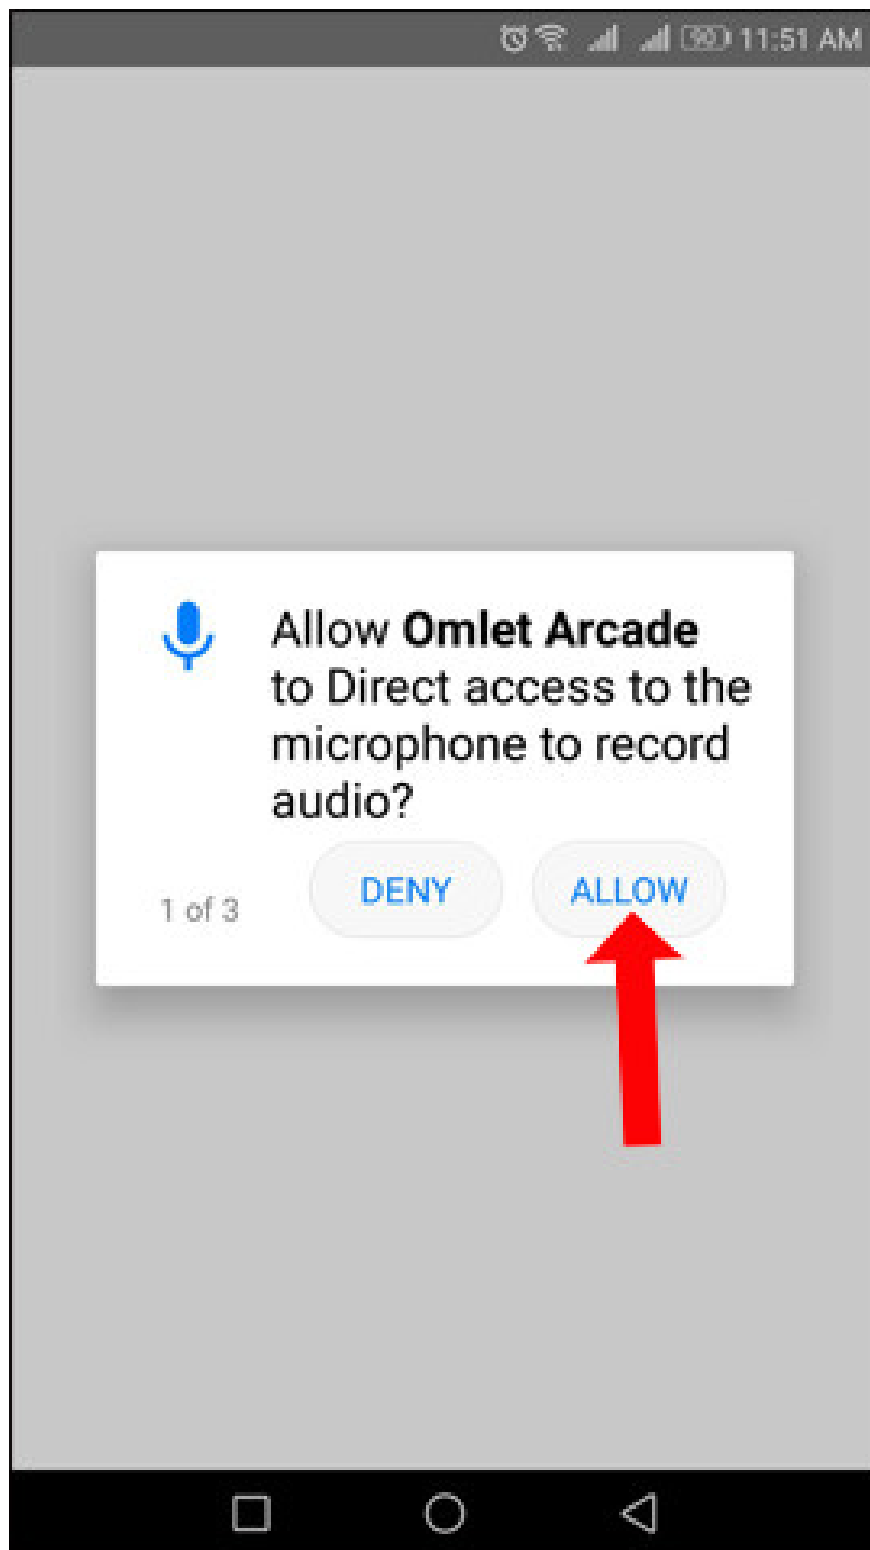 90 11:51 AM
Allow Omlet Arcade
to Direct access to the
microphone to record
audio?
1 of 3 DENY ALLOW